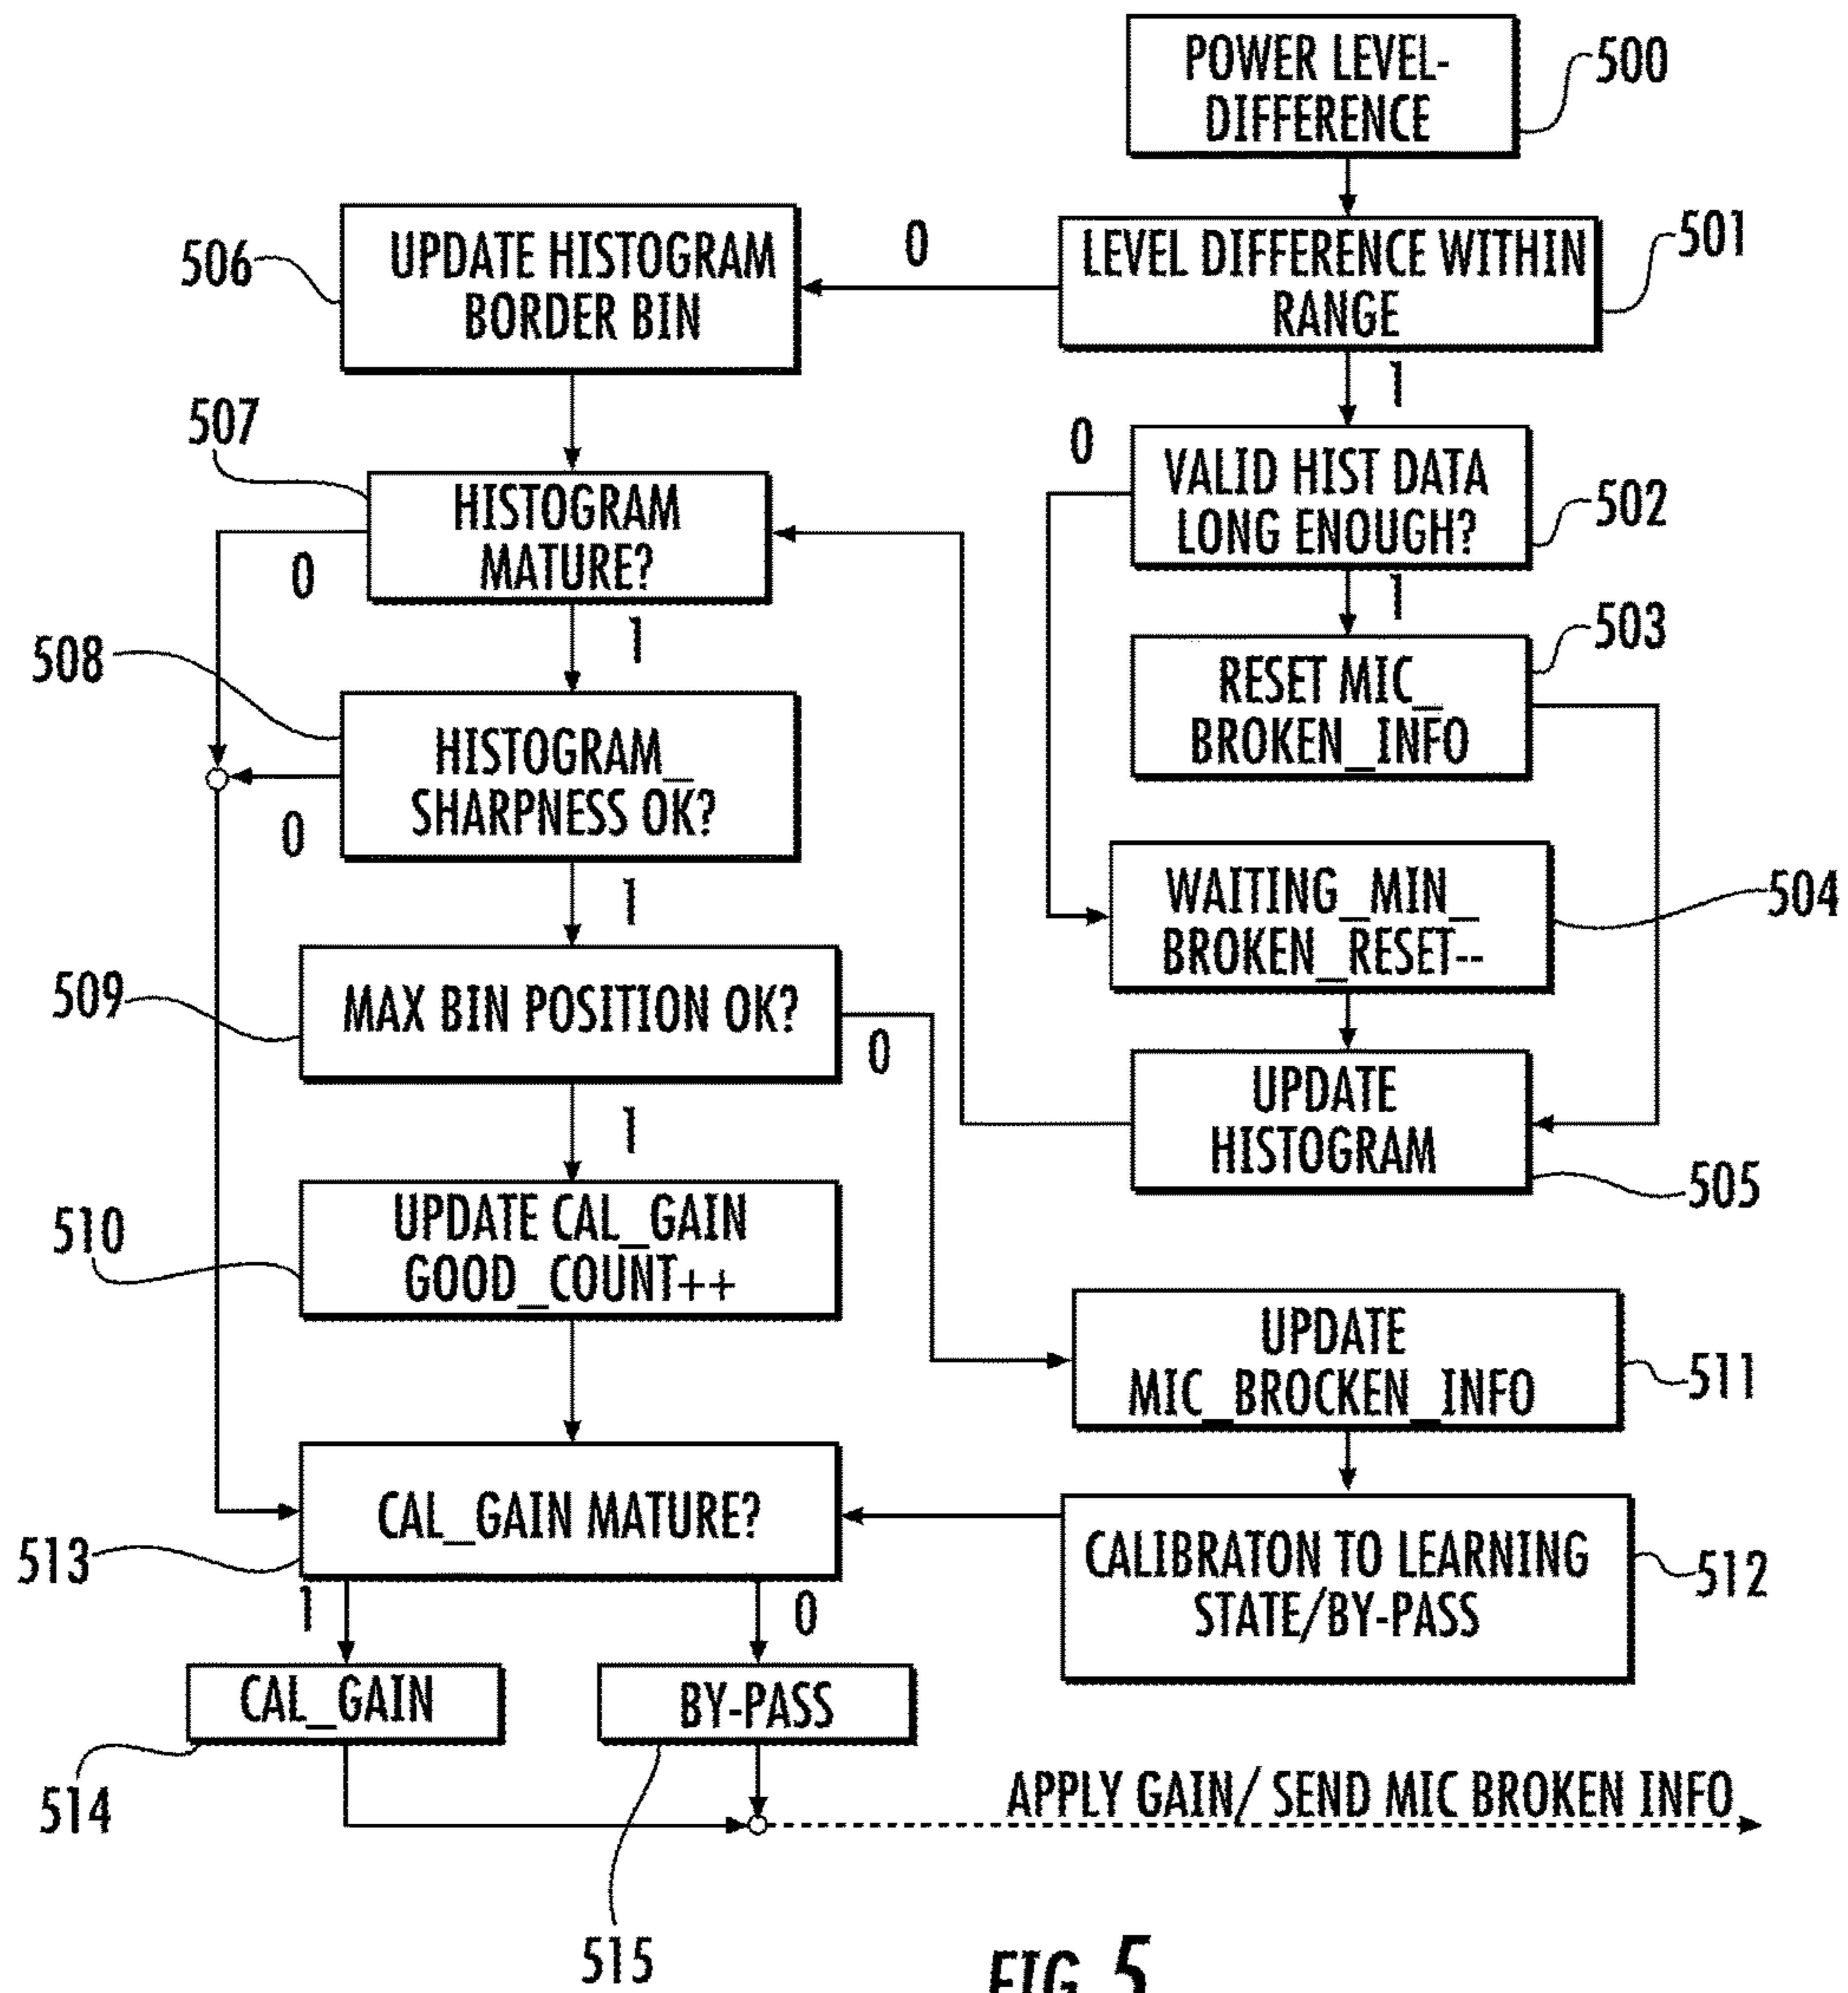 POWER LEVEL-
DIFFERENCE
500
LEVEL DIFFERENCE WITHIN
RANGE
501
0
1
UPDATE HISTOGRAM
BORDER BIN
506
VALID HIST DATA
LONG ENOUGH?
502
0
1
HISTOGRAM
MATURE?
507
0
1
RESET MIC_
BROKEN_INFO
503
HISTOGRAM_
SHARPNESS OK?
508
0
1
WAITING_MIN_
BROKEN_RESET--
504
MAX BIN POSITION OK?
509
0
1
UPDATE
HISTOGRAM
505
UPDATE CAL_GAIN
GOOD_COUNT++
510
UPDATE
MIC_BROCKEN_INFO
511
CAL_GAIN MATURE?
513
1
0
CALIBRATON TO LEARNING
STATE/BY-PASS
512
CAL_GAIN
514
BY-PASS
515
APPLY GAIN/ SEND MIC BROKEN INFO
FIG. 5